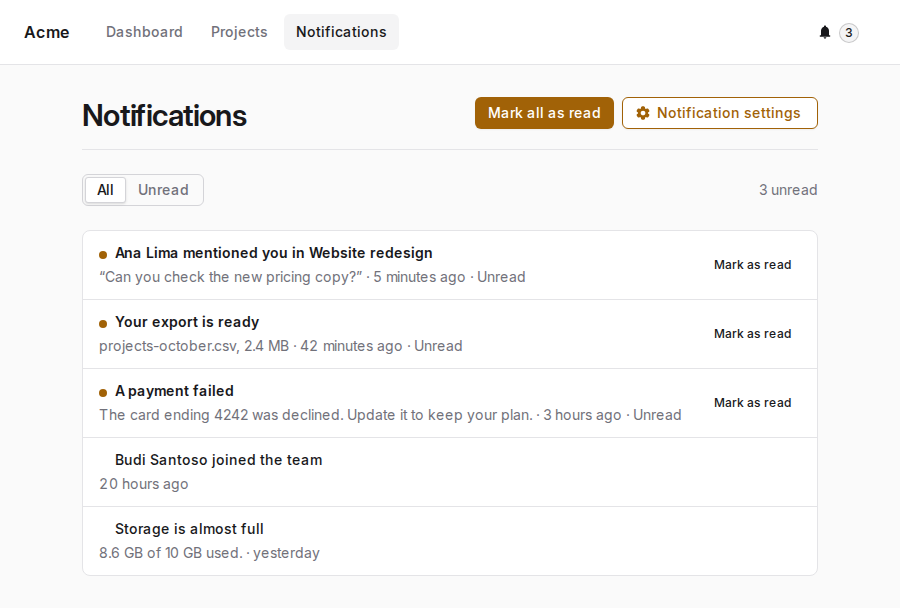 Acme Dashboard Projects Notifications 3
Notifications Mark all as read Notification settings
All Unread 3 unread
Ana Lima mentioned you in Website redesign
“Can you check the new pricing copy?” · 5 minutes ago · Unread
Mark as read
Your export is ready
projects-october.csv, 2.4 MB · 42 minutes ago · Unread
Mark as read
A payment failed
The card ending 4242 was declined. Update it to keep your plan. · 3 hours ago · Unread
Mark as read
Budi Santoso joined the team
20 hours ago
Storage is almost full
8.6 GB of 10 GB used. · yesterday